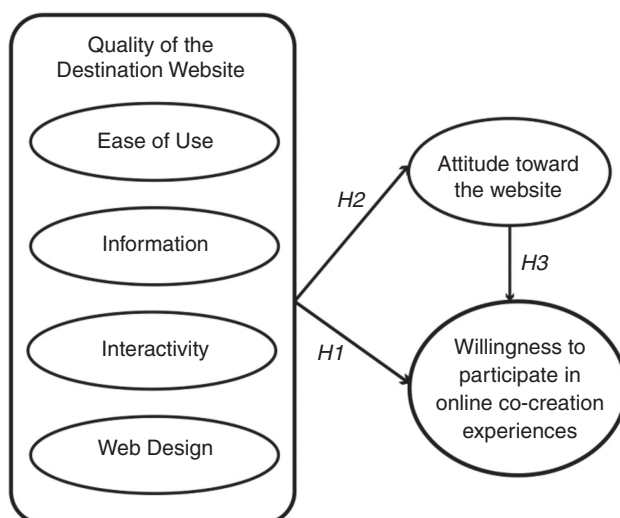 Quality of the
Destination Website
Ease of Use
Information
Interactivity
Web Design
H2
H1
Attitude toward
the website
H3
Willingness to
participate in
online co-creation
experiences